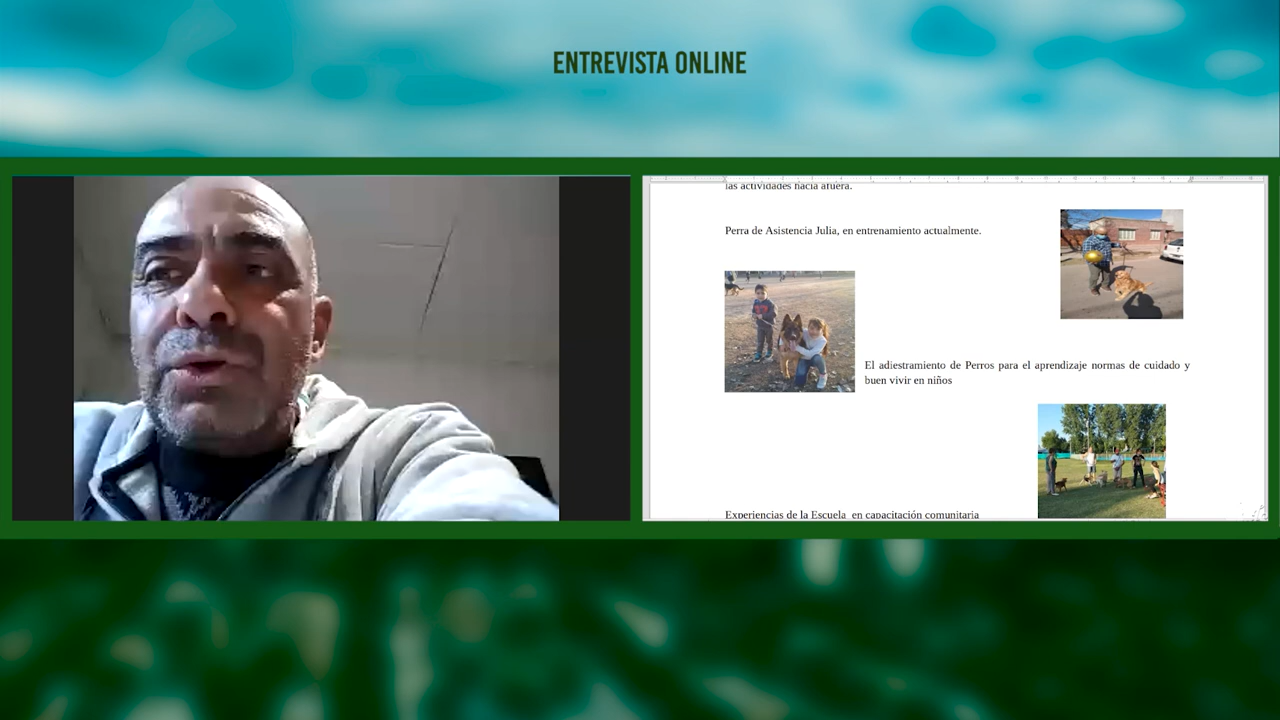 ENTREVISTA ONLINE
las actividades hacia afuera.
Perra de Asistencia Julia, en entrenamiento actualmente.
El adiestramiento de Perros para el aprendizaje normas de cuidado y
buen vivir en niños
Experiencias de la Escuela en capacitación comunitaria